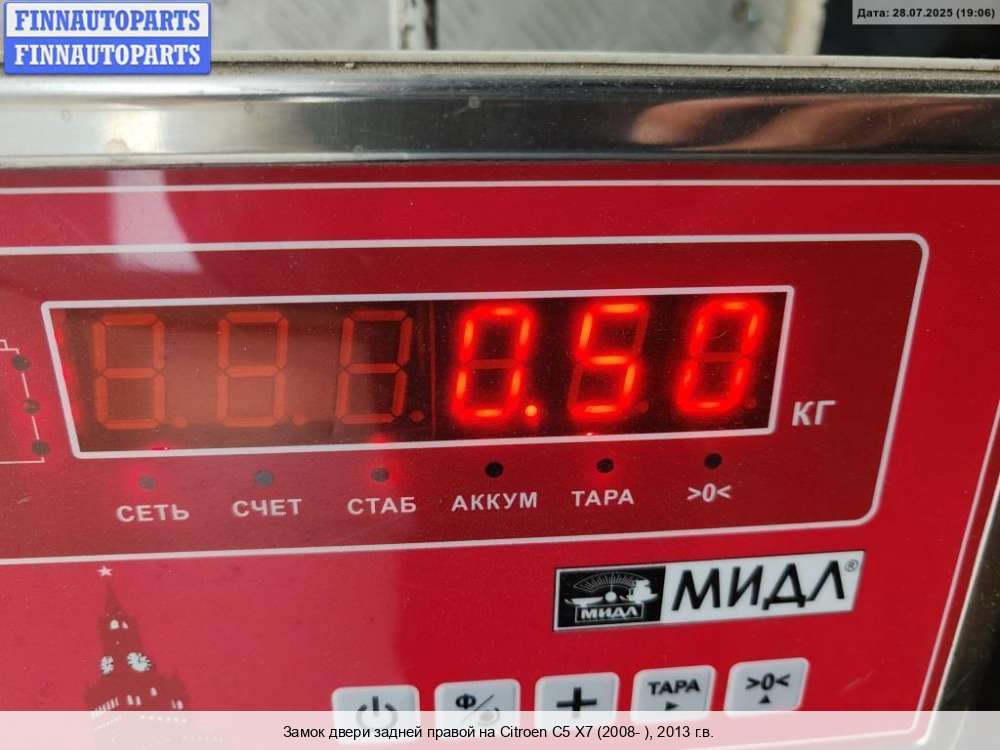 FINNAUTOPARTS
FINNAUTOPARTS
Дата: 28.07.2025 (19:06)
0.50
КГ
СЕТЬ СЧЕТ СТАБ АККУМ ТАРА >0<
МИДЛ МИДЛ®
Ф ТАРА >0<
Замок двери задней правой на Citroen C5 X7 (2008- ), 2013 г.в.